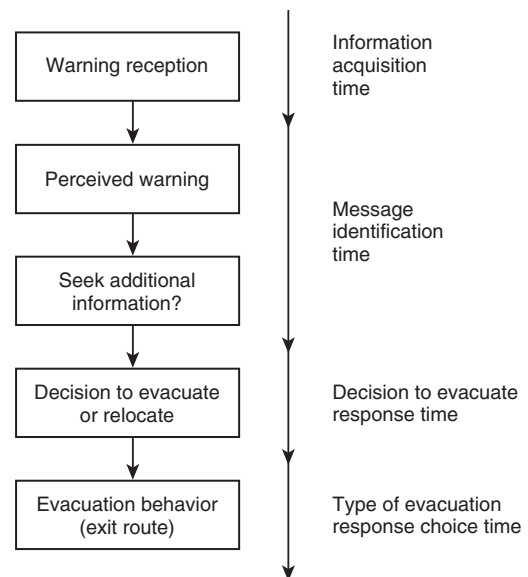 Warning reception
Information
acquisition
time
Perceived warning
Message
identification
time
Seek additional
information?
Decision to evacuate
or relocate
Decision to evacuate
response time
Evacuation behavior
(exit route)
Type of evacuation
response choice time